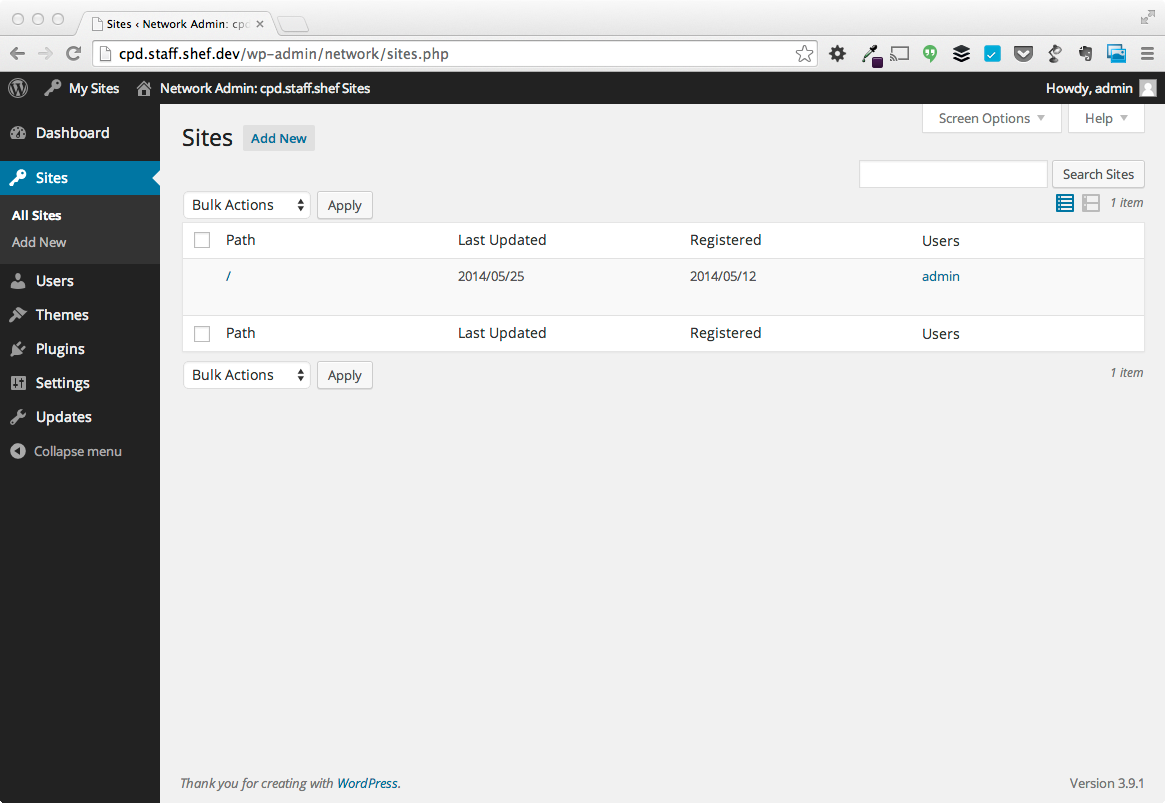 Sites ‹ Network Admin: cpd
cpd.staff.shef.dev/wp-admin/network/sites.php
My Sites Network Admin: cpd.staff.shef Sites Howdy, admin
Dashboard
Sites
All Sites
Add New
Users
Themes
Plugins
Settings
Updates
Collapse menu
Screen Options Help
Sites Add New
Search Sites
Bulk Actions Apply 1 item
Path Last Updated Registered Users
/ 2014/05/25 2014/05/12 admin
Path Last Updated Registered Users
Bulk Actions Apply 1 item
Thank you for creating with WordPress. Version 3.9.1